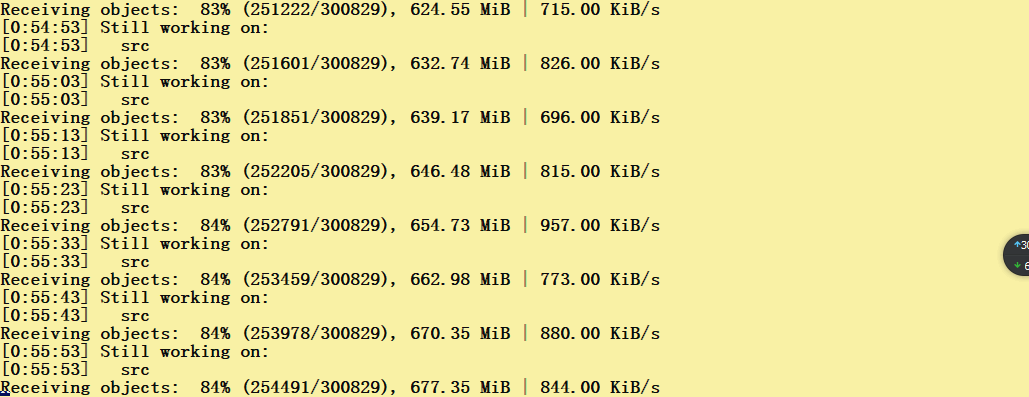 Receiving objects:  83% (251222/300829), 624.55 MiB | 715.00 KiB/s
[0:54:53] Still working on:
[0:54:53]   src
Receiving objects:  83% (251601/300829), 632.74 MiB | 826.00 KiB/s
[0:55:03] Still working on:
[0:55:03]   src
Receiving objects:  83% (251851/300829), 639.17 MiB | 696.00 KiB/s
[0:55:13] Still working on:
[0:55:13]   src
Receiving objects:  83% (252205/300829), 646.48 MiB | 815.00 KiB/s
[0:55:23] Still working on:
[0:55:23]   src
Receiving objects:  84% (252791/300829), 654.73 MiB | 957.00 KiB/s
[0:55:33] Still working on:
[0:55:33]   src
Receiving objects:  84% (253459/300829), 662.98 MiB | 773.00 KiB/s
[0:55:43] Still working on:
[0:55:43]   src
Receiving objects:  84% (253978/300829), 670.35 MiB | 880.00 KiB/s
[0:55:53] Still working on:
[0:55:53]   src
Receiving objects:  84% (254491/300829), 677.35 MiB | 844.00 KiB/s